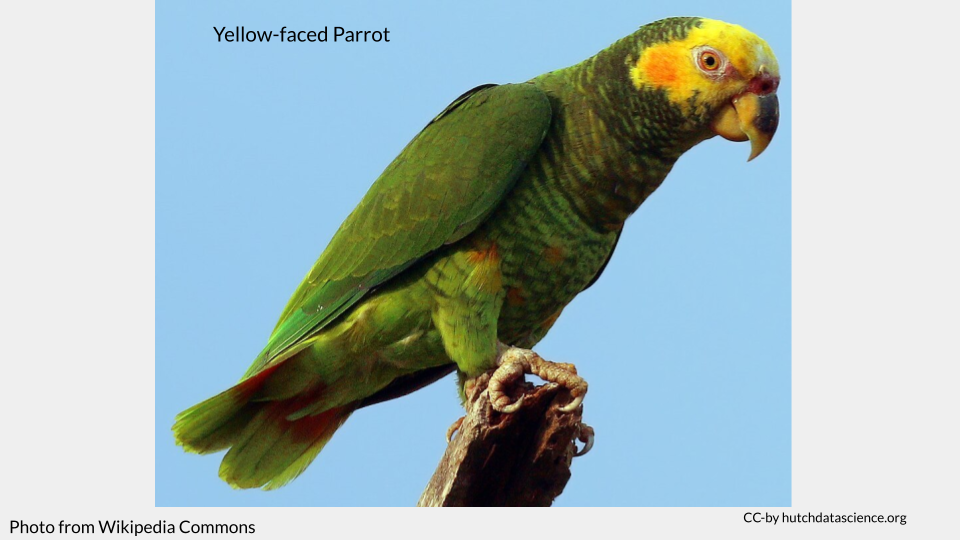 Yellow-faced Parrot
Photo from Wikipedia Commons
CC-by hutchdatascience.org